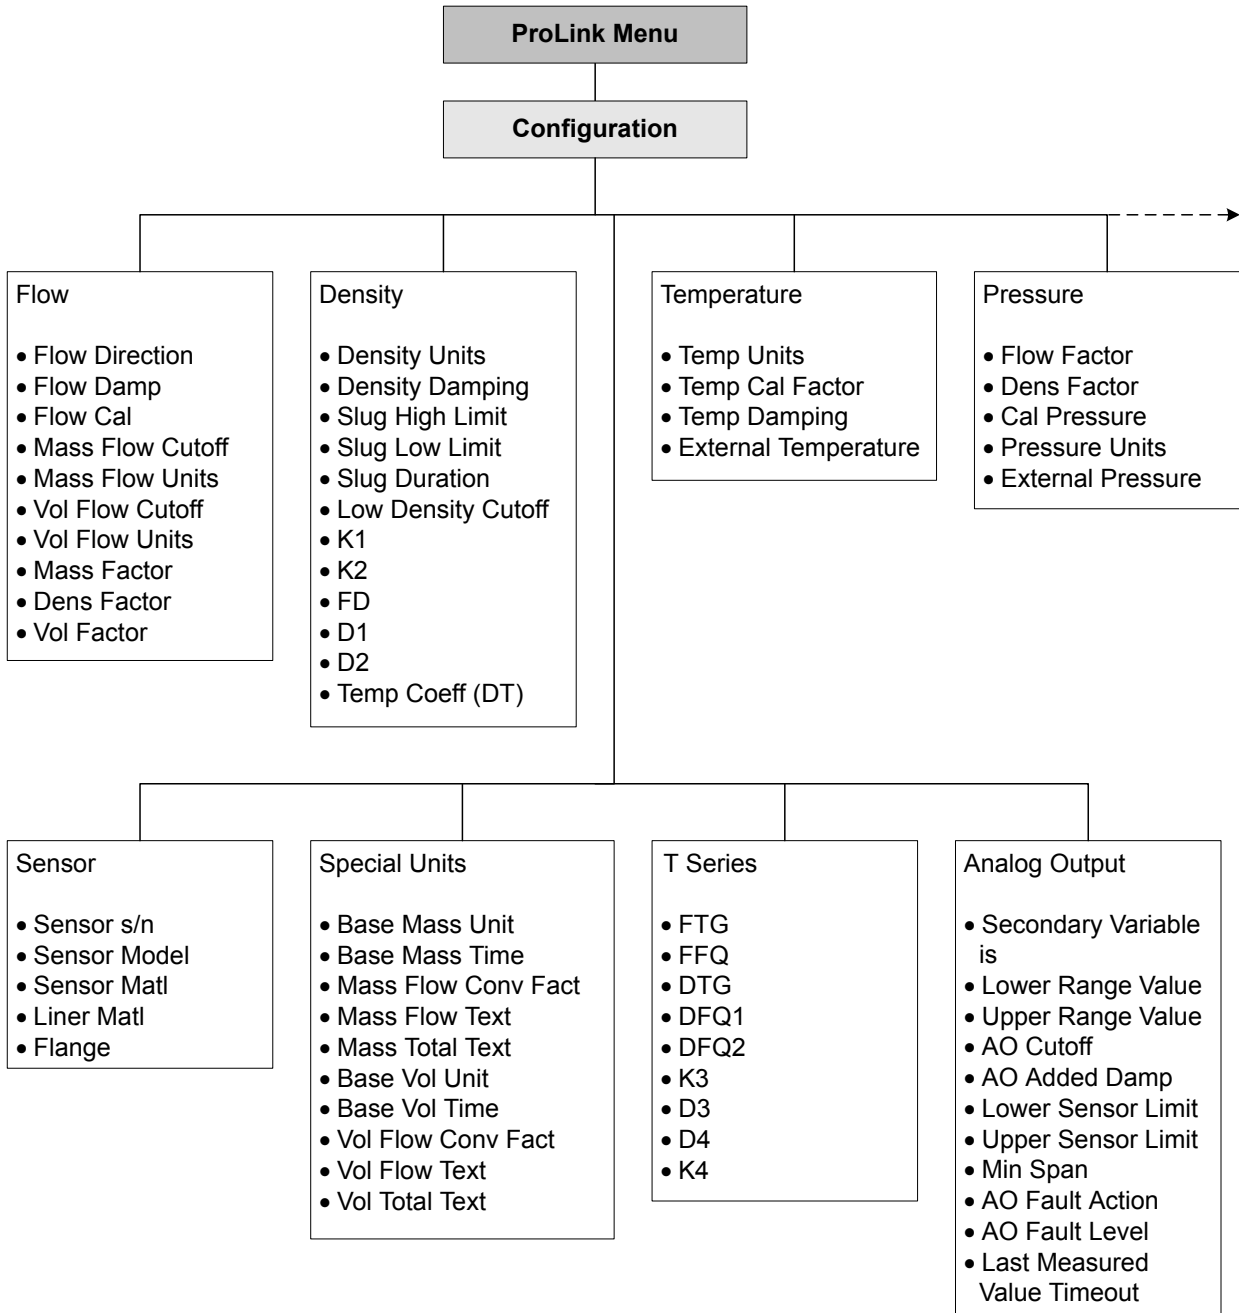 ProLink Menu
Configuration
Flow
• Flow Direction
• Flow Damp
• Flow Cal
• Mass Flow Cutoff
• Mass Flow Units
• Vol Flow Cutoff
• Vol Flow Units
• Mass Factor
• Dens Factor
• Vol Factor
Density
• Density Units
• Density Damping
• Slug High Limit
• Slug Low Limit
• Slug Duration
• Low Density Cutoff
• K1
• K2
• FD
• D1
• D2
• Temp Coeff (DT)
Temperature
• Temp Units
• Temp Cal Factor
• Temp Damping
• External Temperature
Pressure
• Flow Factor
• Dens Factor
• Cal Pressure
• Pressure Units
• External Pressure
Sensor
• Sensor s/n
• Sensor Model
• Sensor Matl
• Liner Matl
• Flange
Special Units
• Base Mass Unit
• Base Mass Time
• Mass Flow Conv Fact
• Mass Flow Text
• Mass Total Text
• Base Vol Unit
• Base Vol Time
• Vol Flow Conv Fact
• Vol Flow Text
• Vol Total Text
T Series
• FTG
• FFQ
• DTG
• DFQ1
• DFQ2
• K3
• D3
• D4
• K4
Analog Output
• Secondary Variable
is
• Lower Range Value
• Upper Range Value
• AO Cutoff
• AO Added Damp
• Lower Sensor Limit
• Upper Sensor Limit
• Min Span
• AO Fault Action
• AO Fault Level
• Last Measured
Value Timeout